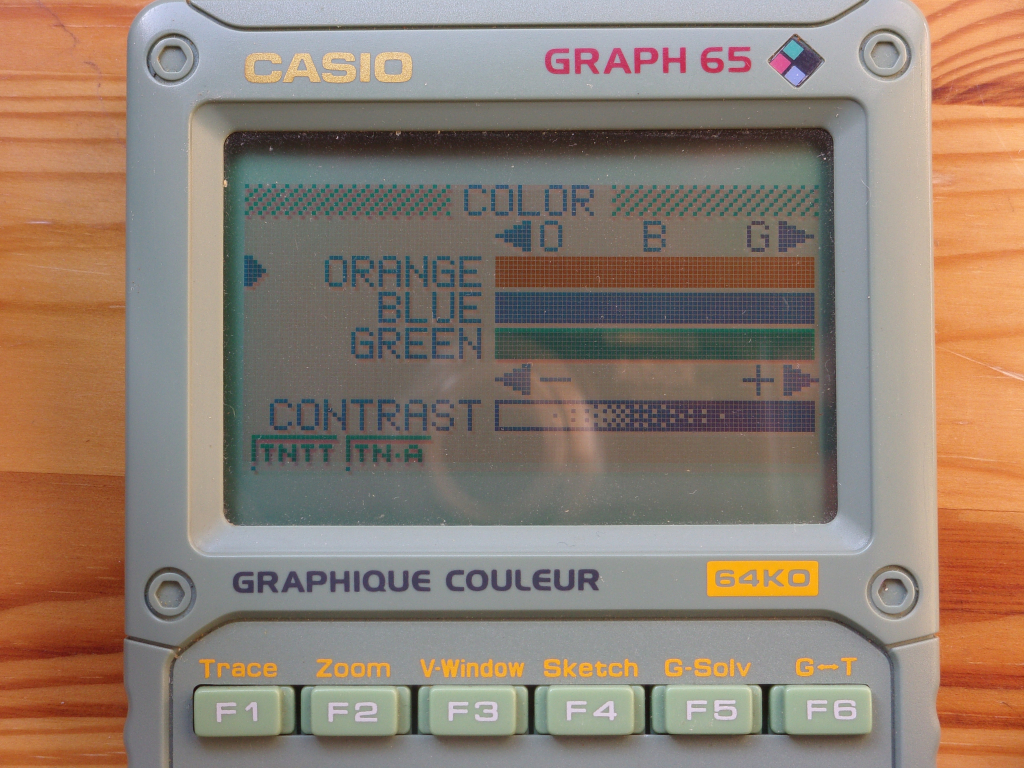 CASIO GRAPH 65
COLOR
O B G
ORANGE
BLUE
GREEN
− +
CONTRAST
INIT IN·A
GRAPHIQUE COULEUR 64KO
Trace Zoom V-Window Sketch G-Solv G↔T
F1 F2 F3 F4 F5 F6